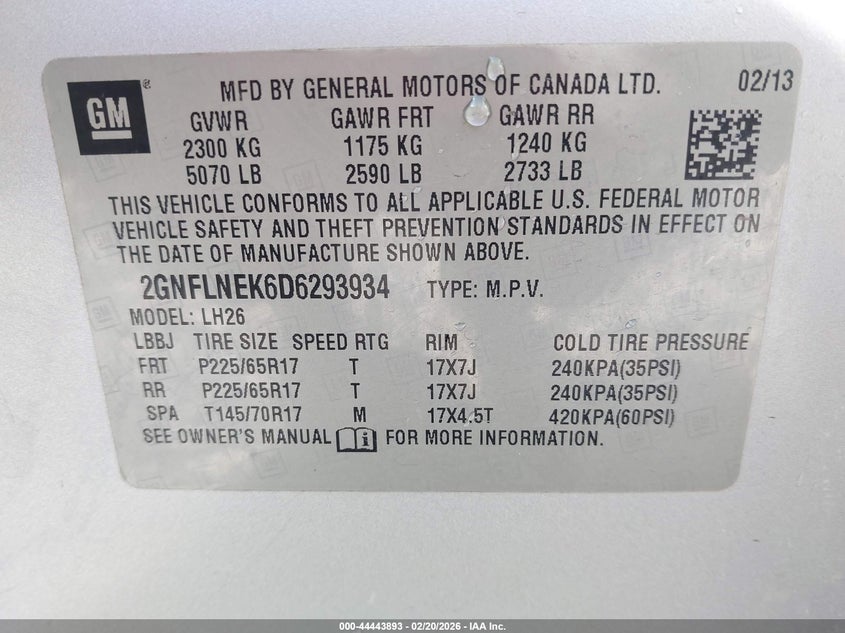 GM ®
MFD BY GENERAL MOTORS OF CANADA LTD. 02/13
GVWR GAWR FRT GAWR RR
2300 KG 1175 KG 1240 KG
5070 LB 2590 LB 2733 LB
THIS VEHICLE CONFORMS TO ALL APPLICABLE U.S. FEDERAL MOTOR
VEHICLE SAFETY AND THEFT PREVENTION STANDARDS IN EFFECT ON
THE DATE OF MANUFACTURE SHOWN ABOVE.
2GNFLNEK6D6293934 TYPE: M.P.V.
MODEL: LH26
LBBJ TIRE SIZE SPEED RTG RIM COLD TIRE PRESSURE
FRT P225/65R17 T 17X7J 240KPA(35PSI)
RR P225/65R17 T 17X7J 240KPA(35PSI)
SPA T145/70R17 M 17X4.5T 420KPA(60PSI)
SEE OWNER'S MANUAL FOR MORE INFORMATION.
000-44443893 - 02/20/2026 - IAA Inc.